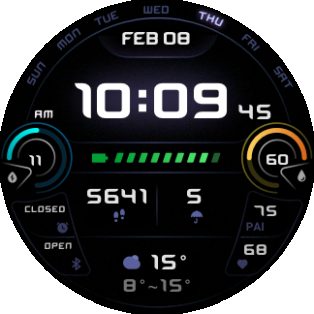 SUN MON TUE WED THU FRI SAT
FEB 08
AM 10:09 45
11 60
5641 5
CLOSED 75
PAI
OPEN 68
15°
8°~15°